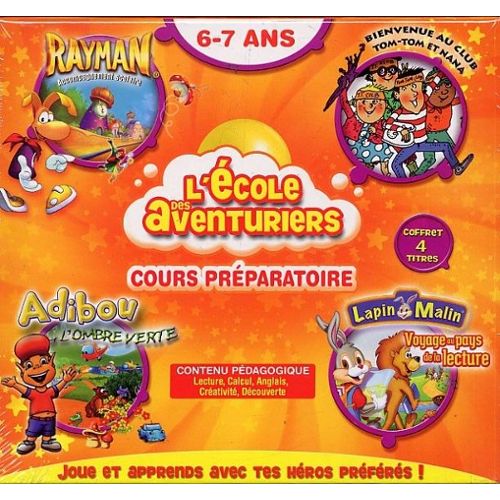 6-7 ANS
RAYMAN
Accompagnement scolaire
BIENVENUE AU CLUB
TOM-TOM ET NANA
L'école
des
aventuriers
COFFRET
4
TITRES
COURS PRÉPARATOIRE
Adibou
L'OMBRE VERTE
CONTENU PÉDAGOGIQUE
Lecture, Calcul, Anglais,
Créativité, Découverte
Lapin Malin
Voyage au pays
de la lecture
Joue et apprends avec tes héros préférés !